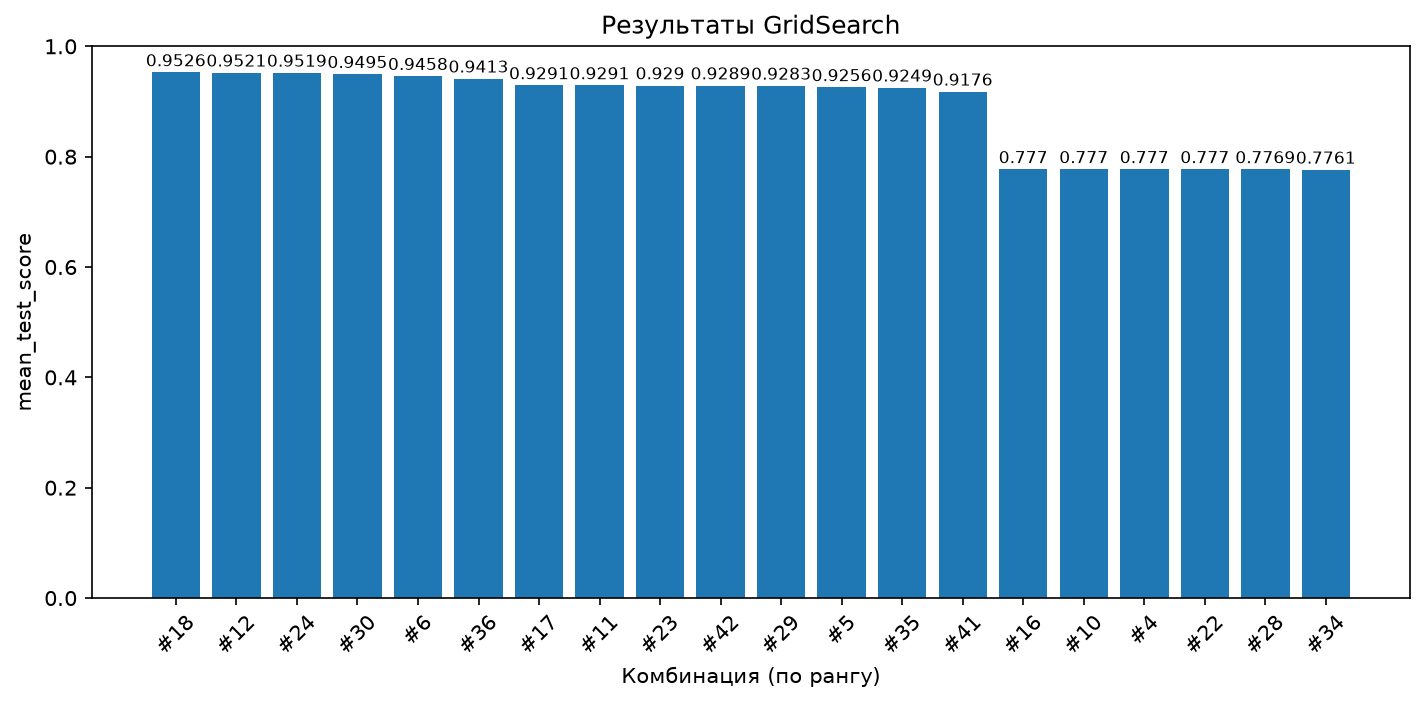 Результаты GridSearch
1.0
0.8
0.6
0.4
0.2
0.0
mean_test_score
0.9526 0.9521 0.9519 0.9495 0.9458 0.9413 0.9291 0.9291 0.929 0.9289 0.9283 0.9256 0.9249 0.9176 0.777 0.777 0.777 0.777 0.7769 0.7761
#18 #12 #24 #30 #6 #36 #17 #11 #23 #42 #29 #5 #35 #41 #16 #10 #4 #22 #28 #34
Комбинация (по рангу)